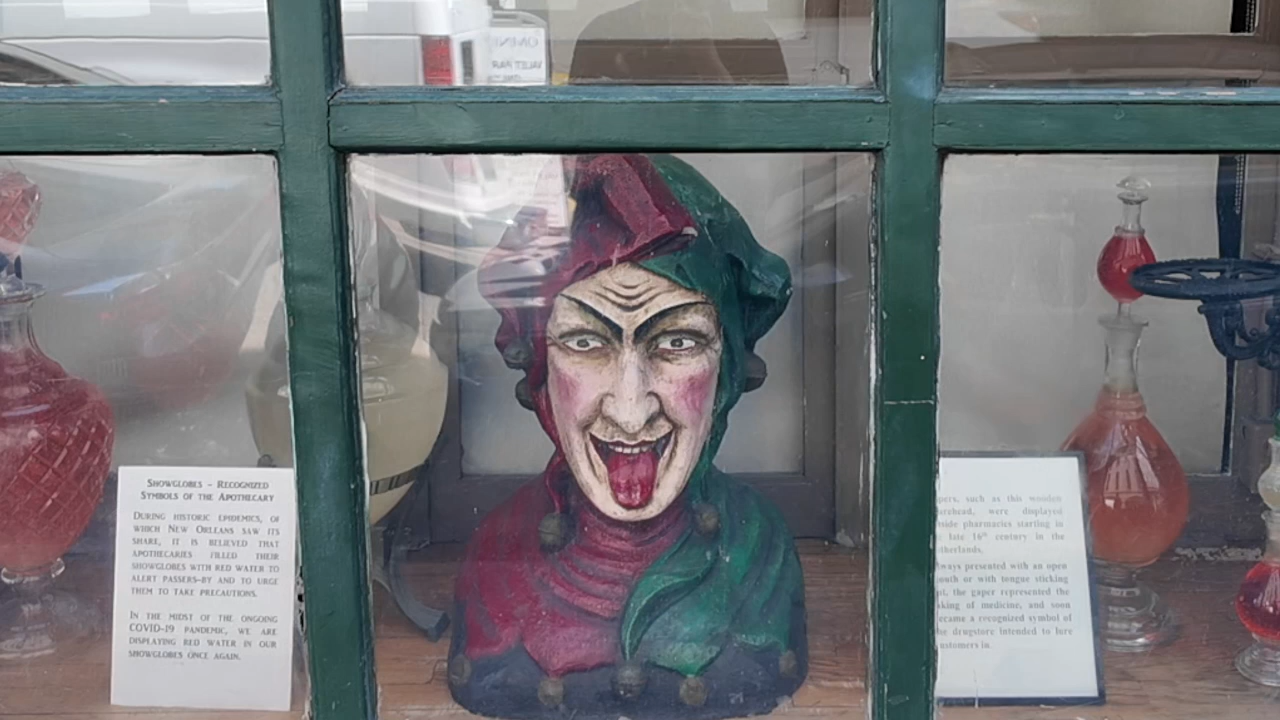 SHOWGLOBES – RECOGNIZED
SYMBOLS OF THE APOTHECARY
DURING HISTORIC EPIDEMICS, OF
WHICH NEW ORLEANS SAW ITS
SHARE, IT IS BELIEVED THAT
APOTHECARIES FILLED THEIR
SHOWGLOBES WITH RED WATER TO
ALERT PASSERS-BY AND TO URGE
THEM TO TAKE PRECAUTIONS.
IN THE MIDST OF THE ONGOING
COVID-19 PANDEMIC, WE ARE
DISPLAYING RED WATER IN OUR
SHOWGLOBES ONCE AGAIN.
pers, such as this wooden
were displayed
side pharmacies starting in
late 16th century in the
therlands.
ways presented with an open
outh or with tongue sticking
ut, the gaper represented the
aking of medicine, and soon
ecame a recognized symbol of
he drugstore intended to lure
ustomers in.